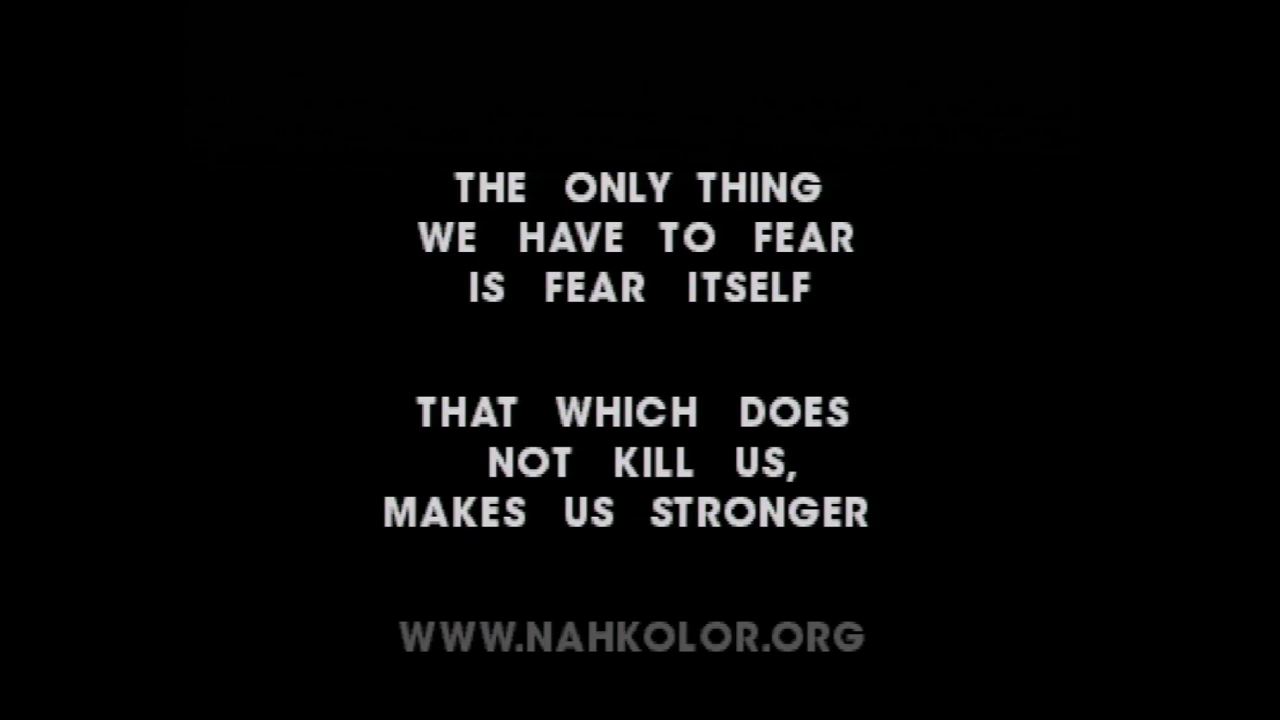 THE ONLY THING
WE HAVE TO FEAR
IS FEAR ITSELF
THAT WHICH DOES
NOT KILL US,
MAKES US STRONGER
WWW.NAHKOLOR.ORG